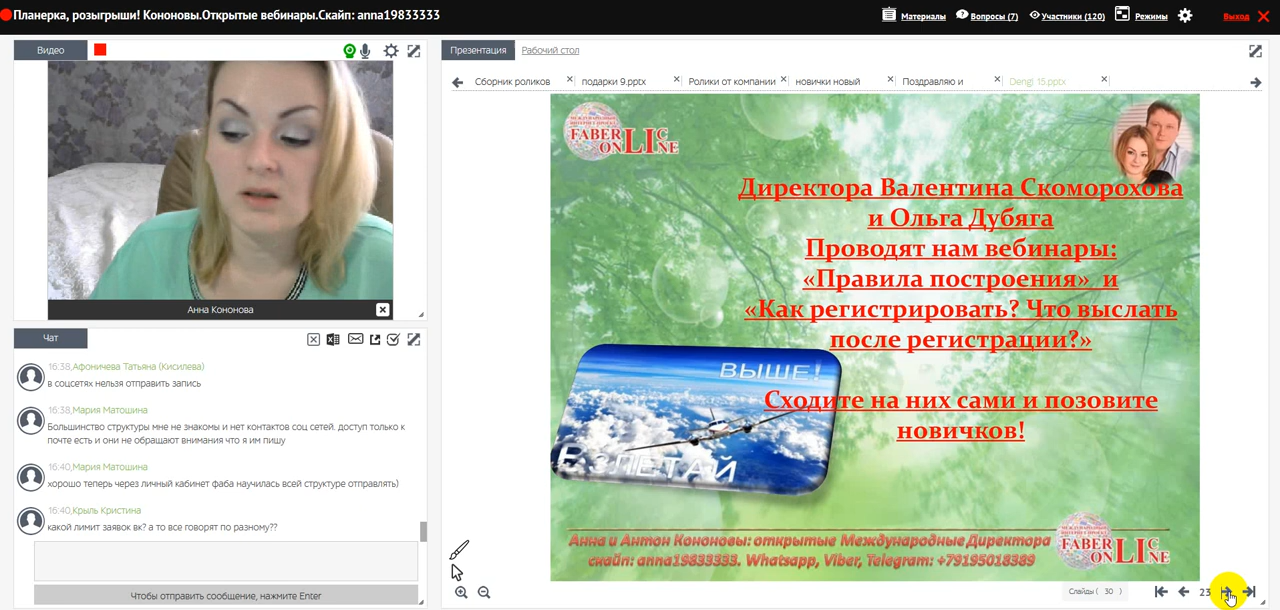 Планерка, розыгрыши! Кононовы.Открытые вебинары.Скайп: anna19833333
Материалы
Вопросы (7)
Участники (120)
Режимы
Выход
Видео
Анна Кононова
Чат
16:38,Афоничева Татьяна (Кисилева)
в соцсетях нельзя отправить запись
16:38,Мария Матошина
Большинство структуры мне не знакомы и нет контактов соц сетей. доступ только к
почте есть и они не обращают внимания что я им пишу
16:40,Мария Матошина
хорошо теперь через личный кабинет фаба научилась всей структуре отправлять)
16:40,Крыль Кристина
какой лимит заявок вк? а то все говорят по разному??
Чтобы отправить сообщение, нажмите Enter
Презентация
Рабочий стол
Сборник роликов
подарки 9.pptx
Ролики от компании
новички новый
Поздравляю и
Dengi 15.pptx
FABERLIC
ONLINE
Директора Валентина Скоморохова
и Ольга Дубяга
Проводят нам вебинары:
«Правила построения» и
«Как регистрировать? Что выслать
после регистрации?»
Сходите на них сами и позовите
новичков!
ВЫШЕ!
ВЗЛЕТАЙ
Анна и Антон Кононовы: открытые Международные Директора
скайп: anna19833333. Whatsapp, Viber, Telegram: +79195018389
FABERLIC
ONLINE
Слайды ( 30 )
23